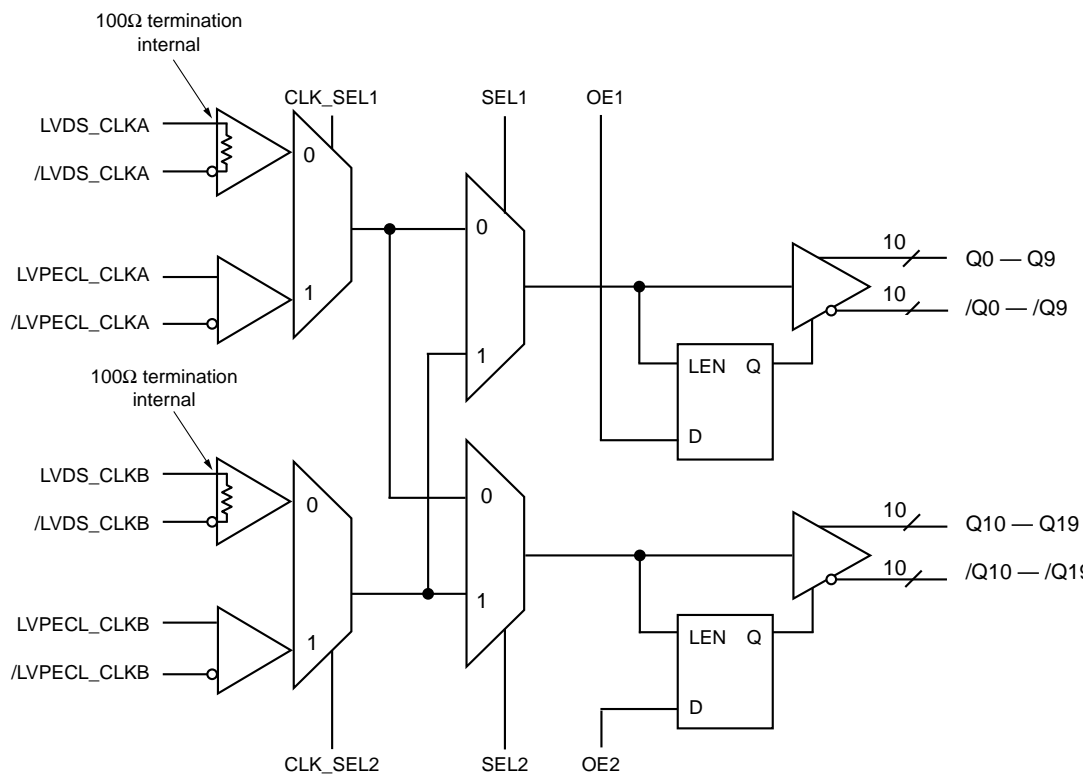 100Ω termination
internal
CLK_SEL1
SEL1
OE1
LVDS_CLKA
/LVDS_CLKA
0
LVPECL_CLKA
/LVPECL_CLKA
1
0
1
10
Q0 — Q9
10
/Q0 — /Q9
LEN Q
D
100Ω termination
internal
LVDS_CLKB
/LVDS_CLKB
0
LVPECL_CLKB
/LVPECL_CLKB
1
0
1
10
Q10 — Q19
10
/Q10 — /Q19
LEN Q
D
CLK_SEL2
SEL2
OE2